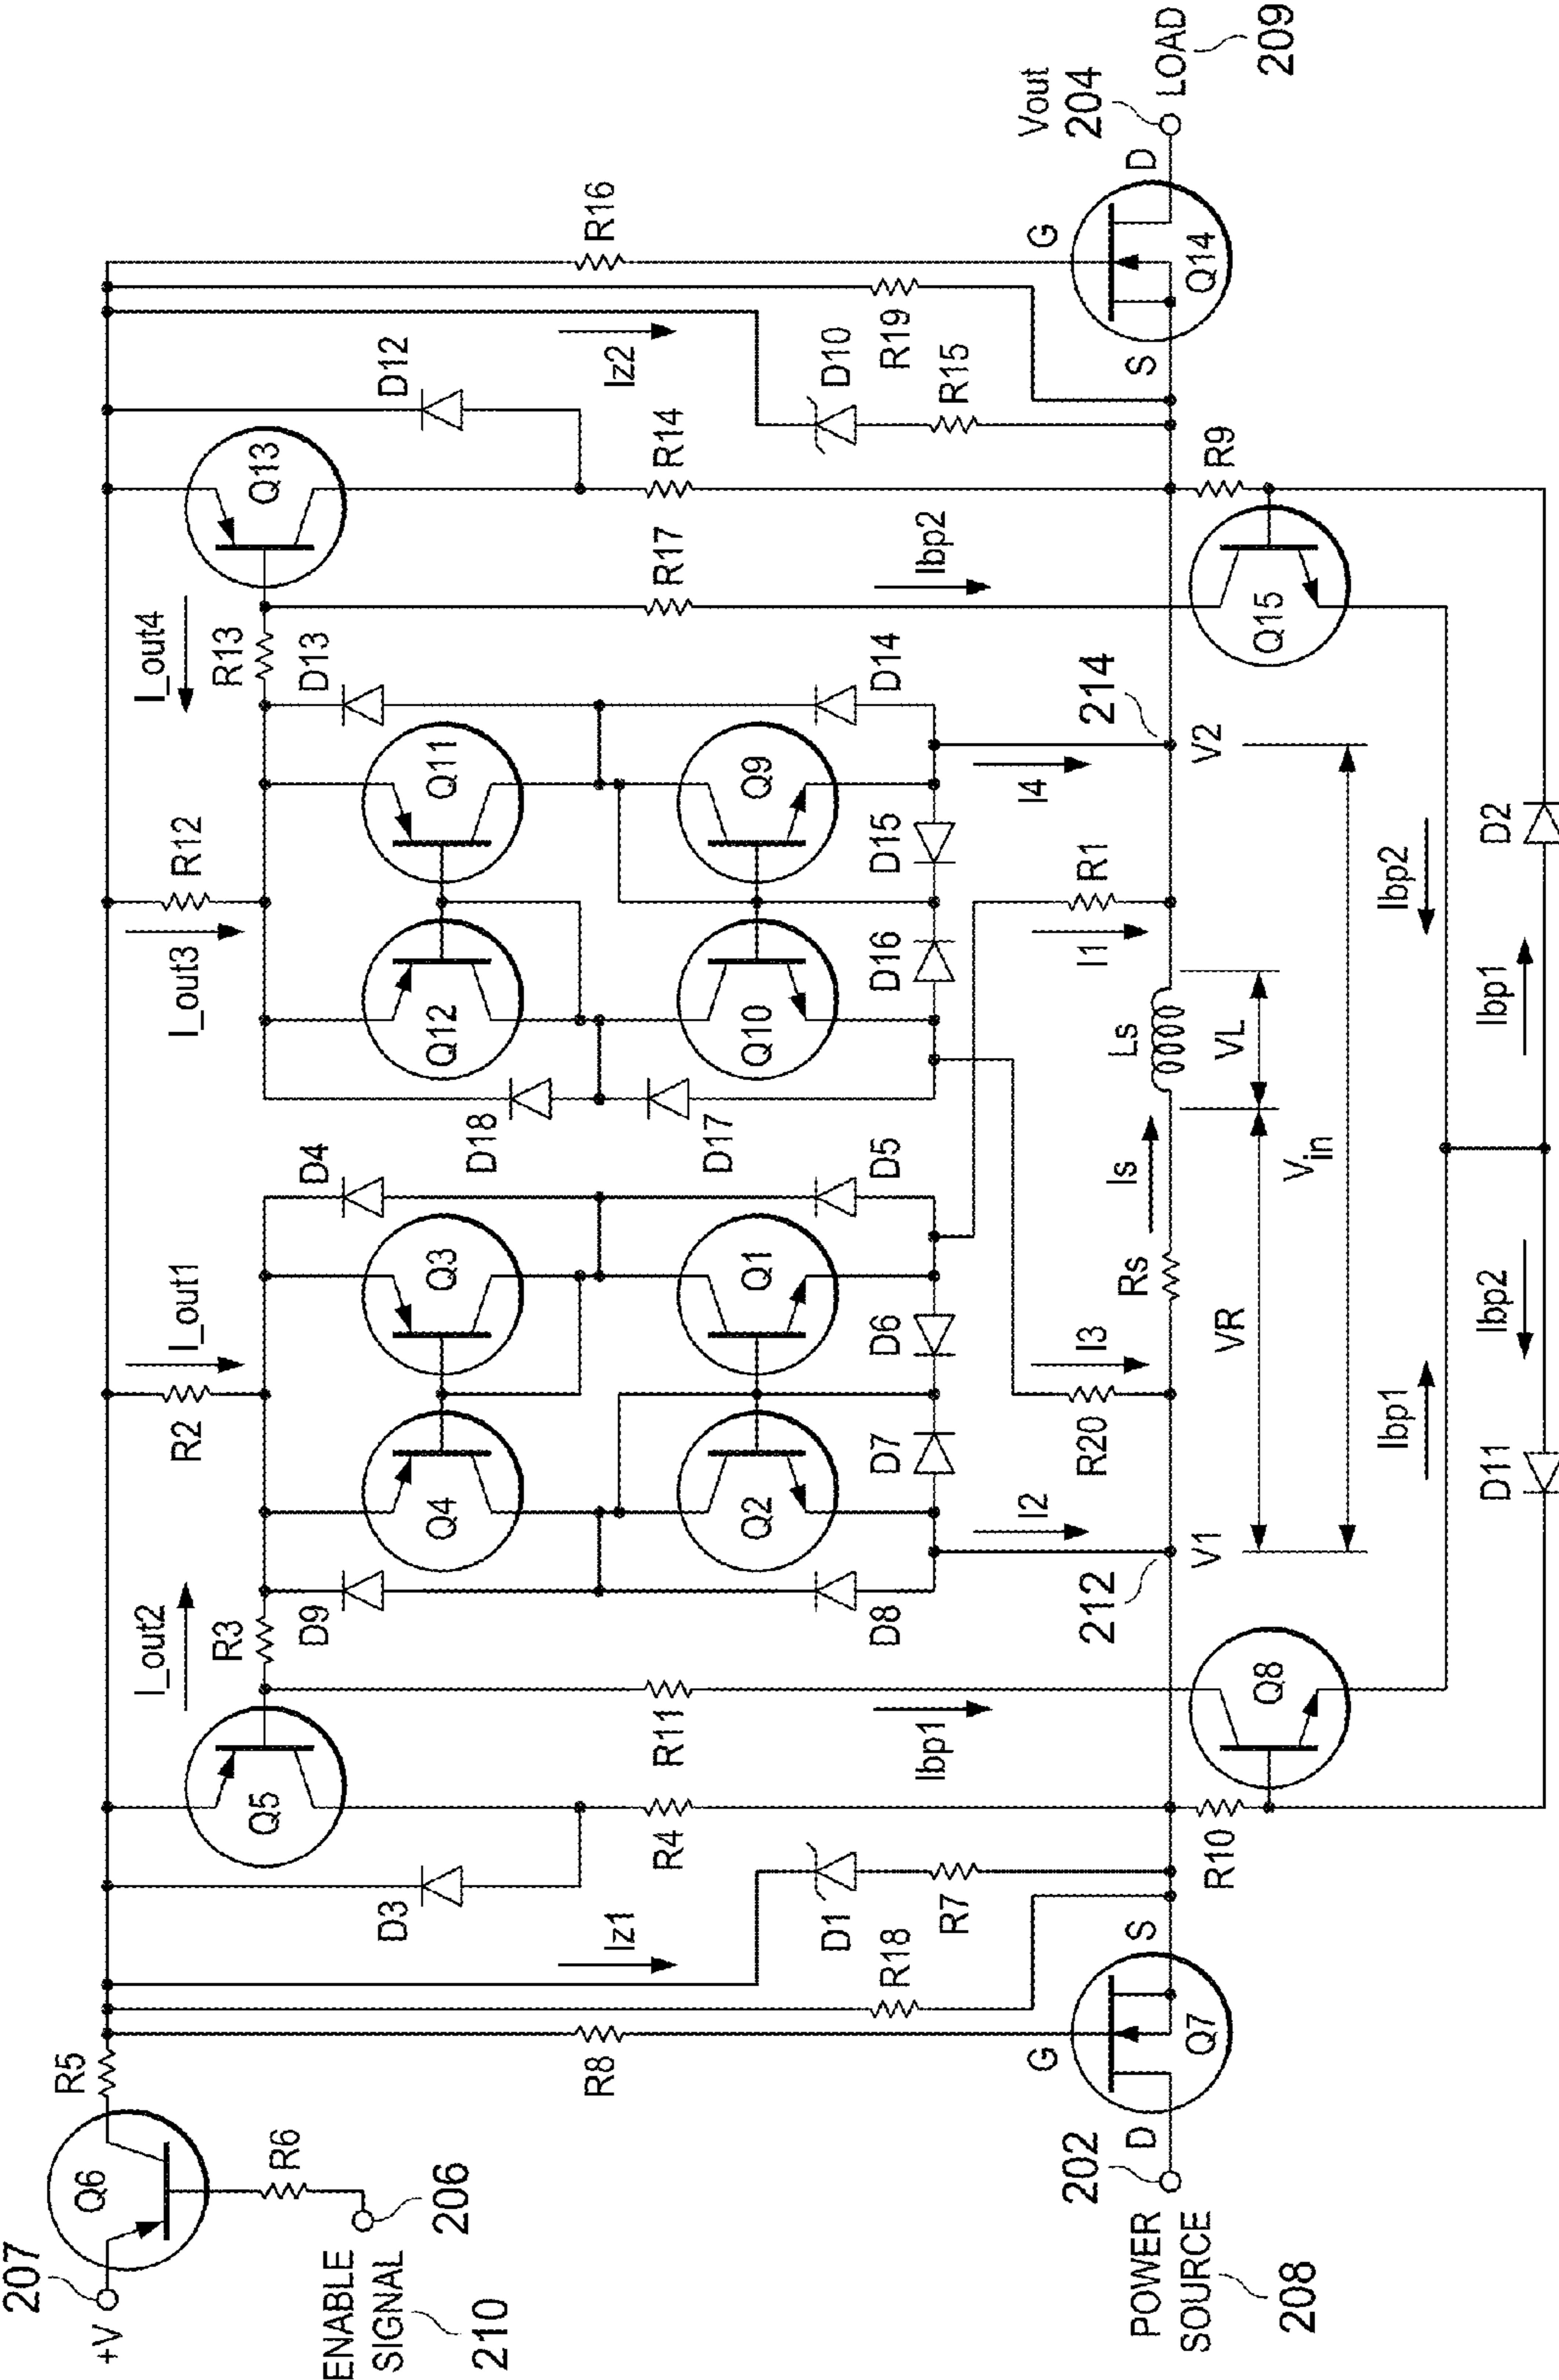 207
+V
Q6
R5
R6
206
ENABLE
SIGNAL
210
R8
R18
Iz1
D1
R7
D3
Q5
R4
R11
Ibp1
I_out2
R3
D9
D8
Q4
Q2
I2
R2
I_out1
D7
D6
Q3
Q1
D4
D5
R20
I3
D18
D17
Q12
Q10
I_out3
R12
D16
D15
I1
R1
Q11
Q9
I4
D13
D14
I_out4
R13
R17
Ibp2
Q13
R14
D12
Iz2
D10
R15
R19
R16
POWER
SOURCE
208
202
D
G
S
Q7
R10
Q8
212
V1
Rs
Is
Ls
VR
VL
Vin
214
V2
Q15
R9
S
G
D
Q14
Vout
204
LOAD
209
Ibp1
Ibp2
D11
Ibp2
Ibp1
D2